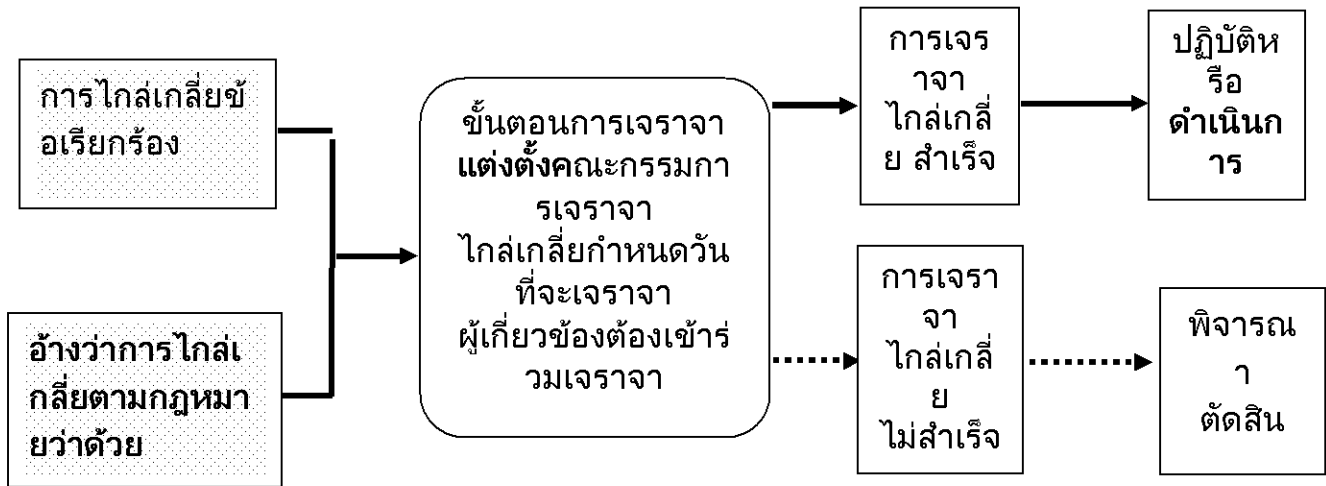 การไกล่เกลี่ยข้
อเรียกร้อง
อ้างว่าการไกล่เ
กลี่ยตามกฎหมา
ยว่าด้วย
ขั้นตอนการเจราจา
แต่งตั้งคณะกรรมกา
รเจราจา
ไกล่เกลี่ยกำหนดวัน
ที่จะเจราจา
ผู้เกี่ยวข้องต้องเข้าร่
วมเจราจา
การเจร
าจา
ไกล่เกลี่
ย สำเร็จ
ปฏิบัติห
รือ
ดำเนินก
าร
การเจรา
จา
ไกล่เกลี่
ย
ไม่สำเร็จ
พิจารณ
า
ตัดสิน